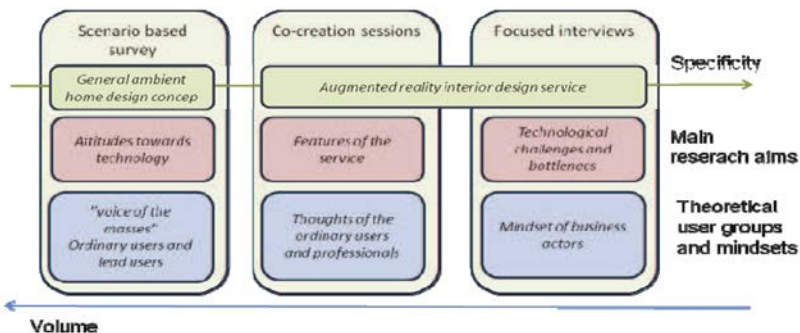 Scenario based
survey
Co-creation sessions
Focused interviews
Specificity
General ambient
home design concep
Augmented reality interior design service
Attitudes towards
technology
Features of the
service
Technological
challenges and
bottlenecs
Main
reserach aims
"voice of the
masses"
Ordinary users and
lead users
Thoughts of the
ordinary users
and professionals
Mindset of business
actors
Theoretical
user groups
and mindsets
Volume